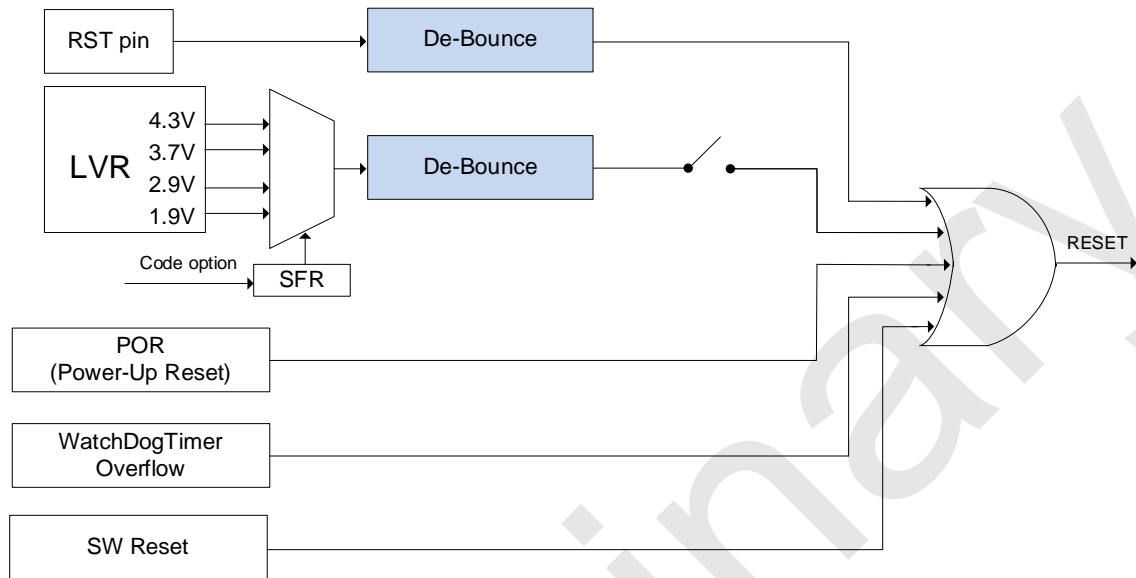 RST pin
De-Bounce
LVR
4.3V
3.7V
2.9V
1.9V
De-Bounce
Code option
SFR
RESET
POR
(Power-Up Reset)
WatchDogTimer
Overflow
SW Reset
inary